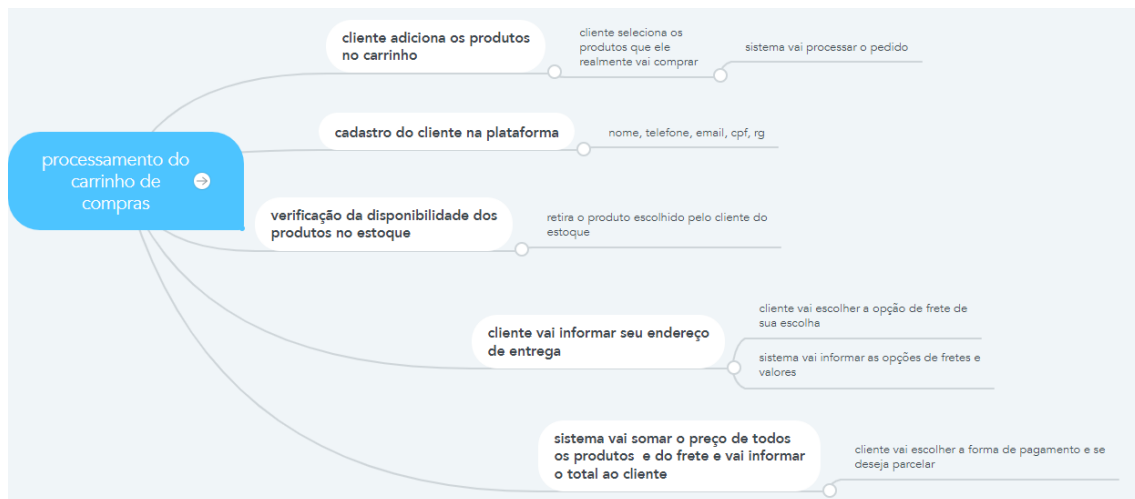 cliente adiciona os produtos
no carrinho
cliente seleciona os
produtos que ele
realmente vai comprar
sistema vai processar o pedido
cadastro do cliente na plataforma
nome, telefone, email, cpf, rg
processamento do
carrinho de
compras
verificação da disponibilidade dos
produtos no estoque
retira o produto escolhido pelo cliente do
estoque
cliente vai informar seu endereço
de entrega
cliente vai escolher a opção de frete de
sua escolha
sistema vai informar as opções de fretes e
valores
sistema vai somar o preço de todos
os produtos e do frete e vai informar
o total ao cliente
cliente vai escolher a forma de pagamento e se
deseja parcelar